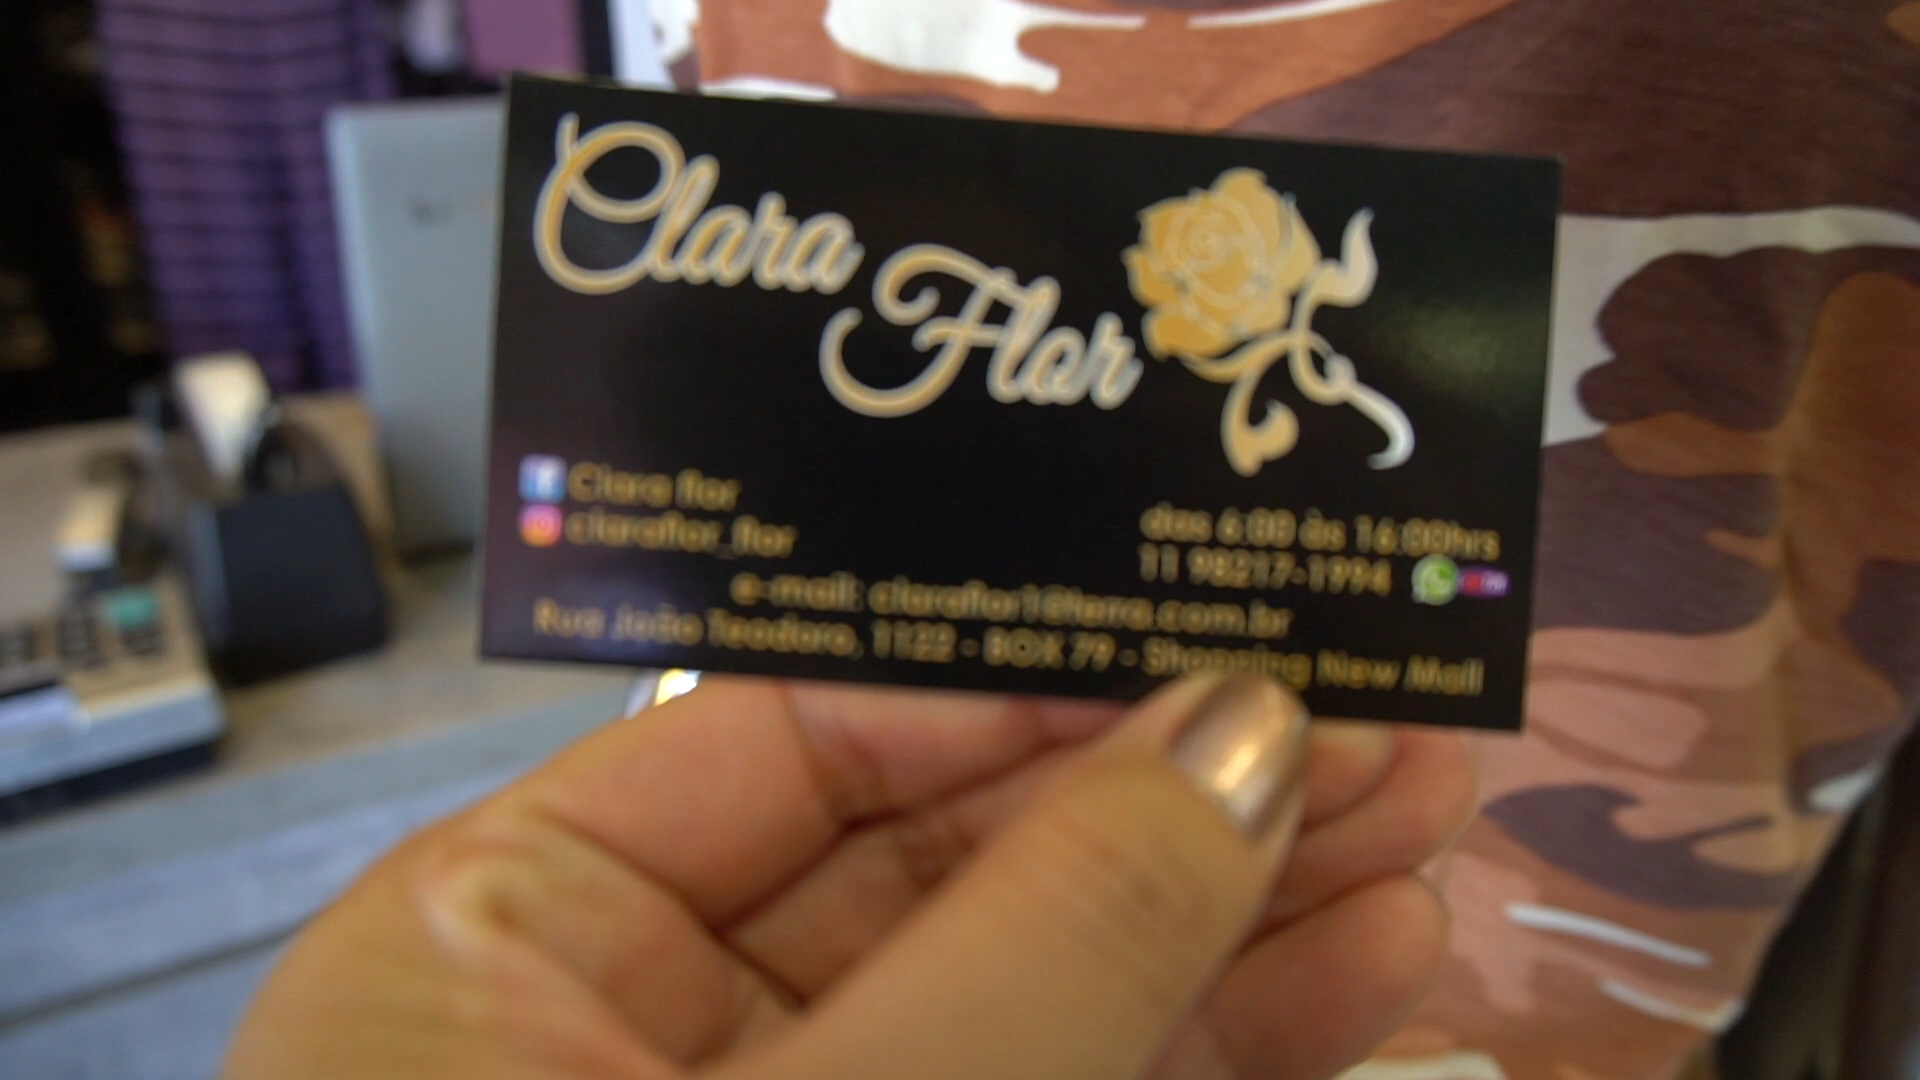 Clara
Flor
Clara flor
claraflor_flor
das 6:00 às 16:00hrs
11 98217-1994
e-mail: claraflor1@terra.com.br
Rua João Teodoro, 1122 - BOX 79 - Shopping New Mall